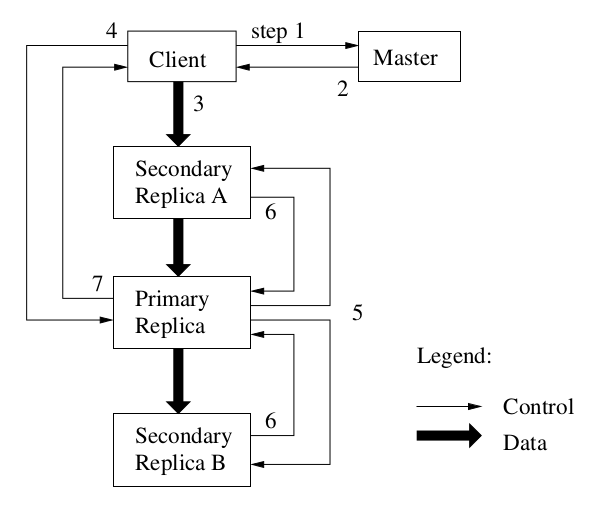 4
step 1
Client
Master
2
3
Secondary
Replica A
6
7
Primary
Replica
5
Legend:
Control
6
Secondary
Replica B
Data